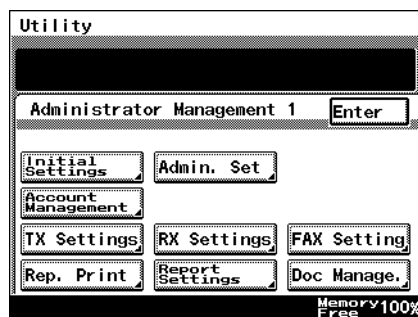 Utility
Administrator Management 1
Enter
Initial
Settings
Admin. Set
Account
Management
TX Settings
RX Settings
FAX Setting
Rep. Print
Report
Settings
Doc Manage.
Memory
Free
100%